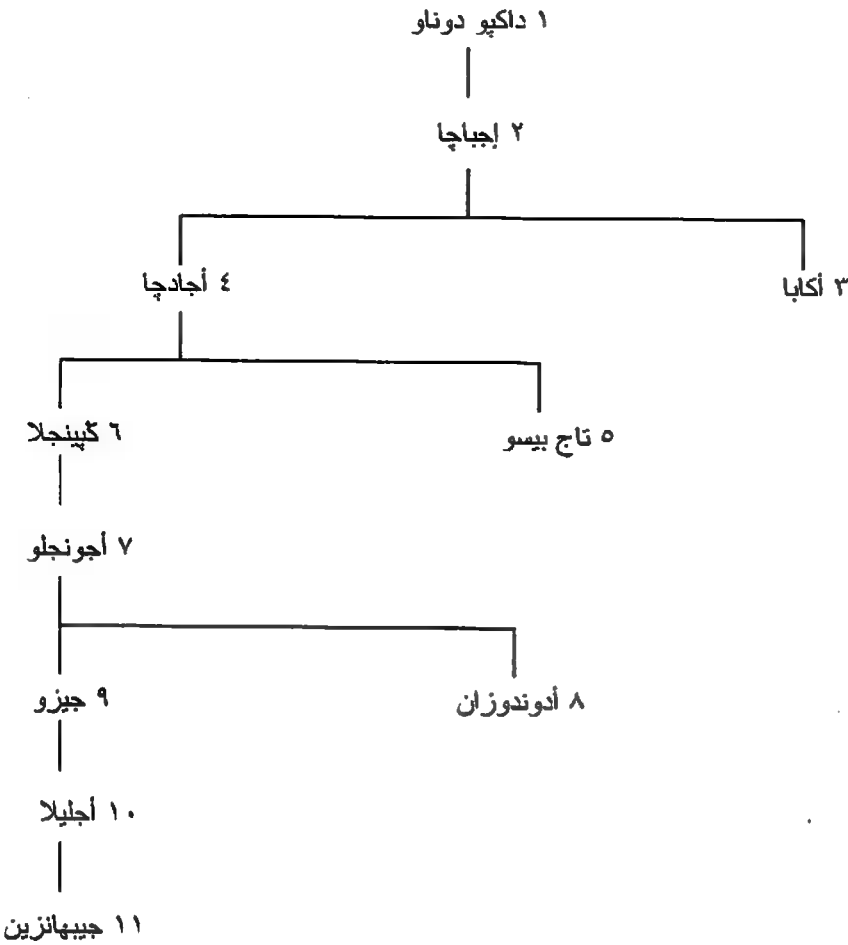 ١ داكپو دوناو
٢ إجباچا
٣ أكابا
٤ أجادچا
٥ تاج بيسو
٦ كپينجلا
٧ أجونجلو
٨ أدوندوزان
٩ جيزو
١٠ أجليلا
١١ جيبهانزين